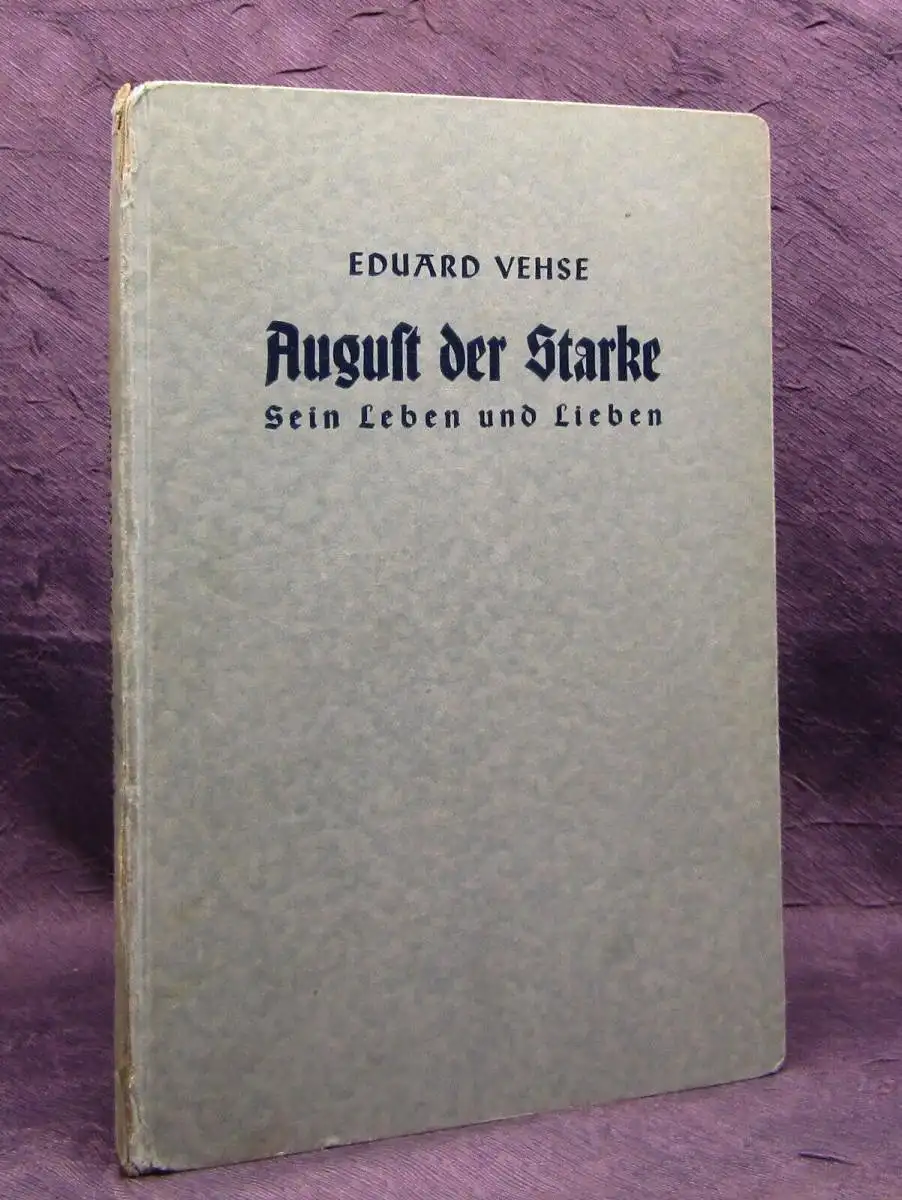 EDUARD VEHSE
Auguſt der Starke
Sein Leben und Lieben